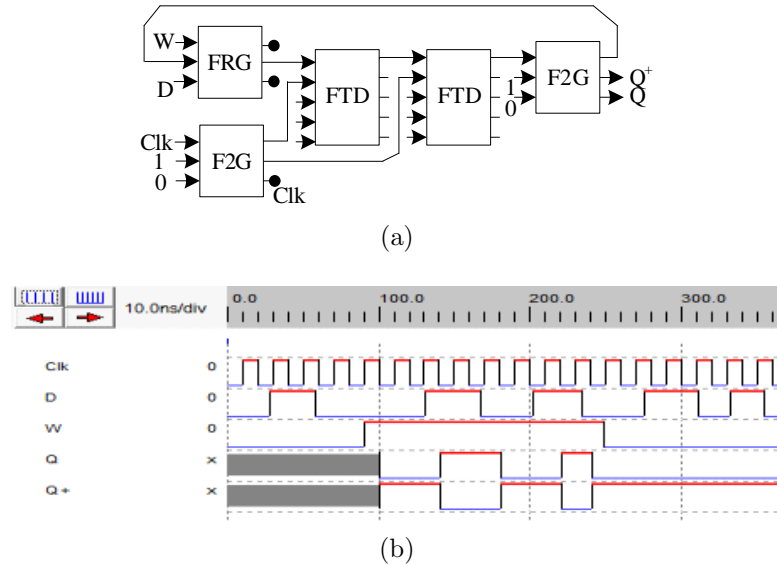 W
FRG
D
FTD
FTD
1
0
F2G
Q+
Q
Clk
1
0
F2G
Clk
(a)
10.0ns/div
0.0 100.0 200.0 300.0
Clk 0
D 0
W 0
Q x
Q + x
(b)